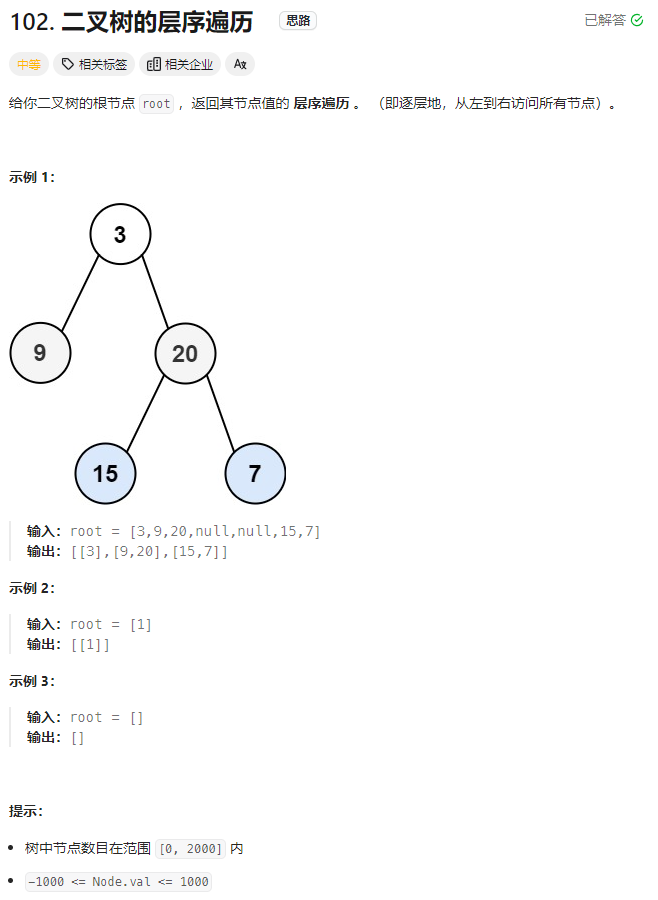 102. 二叉树的层序遍历 思路 已解答
中等 相关标签 相关企业 Aa
给你二叉树的根节点 root ，返回其节点值的 层序遍历 。 （即逐层地，从左到右访问所有节点）。
示例 1：
3
9 20
15 7
输入：root = [3,9,20,null,null,15,7]
输出：[[3],[9,20],[15,7]]
示例 2：
输入：root = [1]
输出：[[1]]
示例 3：
输入：root = []
输出：[]
提示：
树中节点数目在范围 [0, 2000] 内
-1000 <= Node.val <= 1000